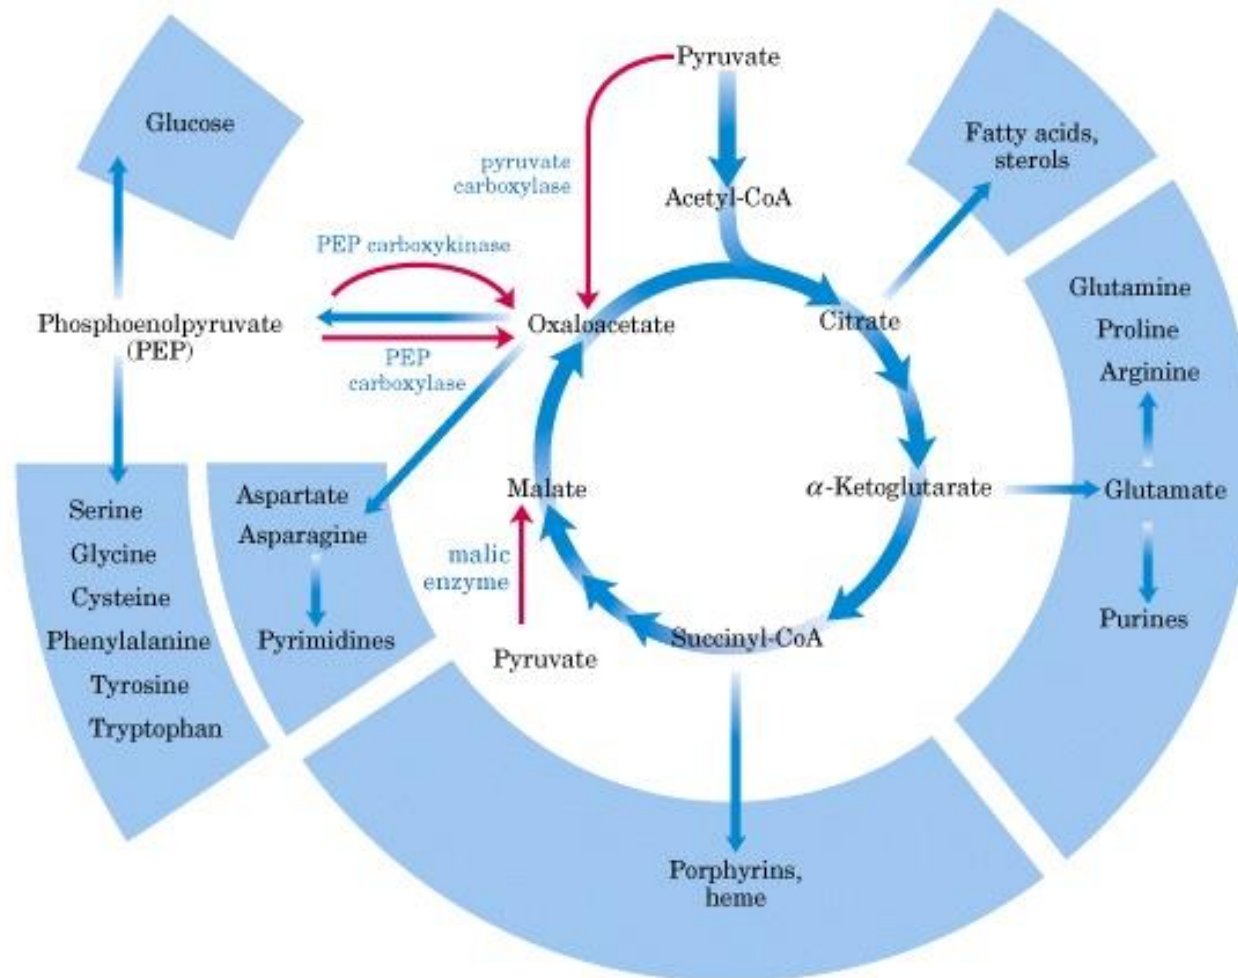 Pyruvate
Glucose
Fatty acids,
sterols
pyruvate
carboxylase
Acetyl-CoA
PEP carboxykinase
Phosphoenolpyruvate
(PEP)
Oxaloacetate
Citrate
PEP
carboxylase
Glutamine
Proline
Arginine
Malate
α-Ketoglutarate
Glutamate
Aspartate
Asparagine
Pyrimidines
Serine
Glycine
Cysteine
Phenylalanine
Tyrosine
Tryptophan
malic
enzyme
Pyruvate
Succinyl-CoA
Purines
Porphyrins,
heme